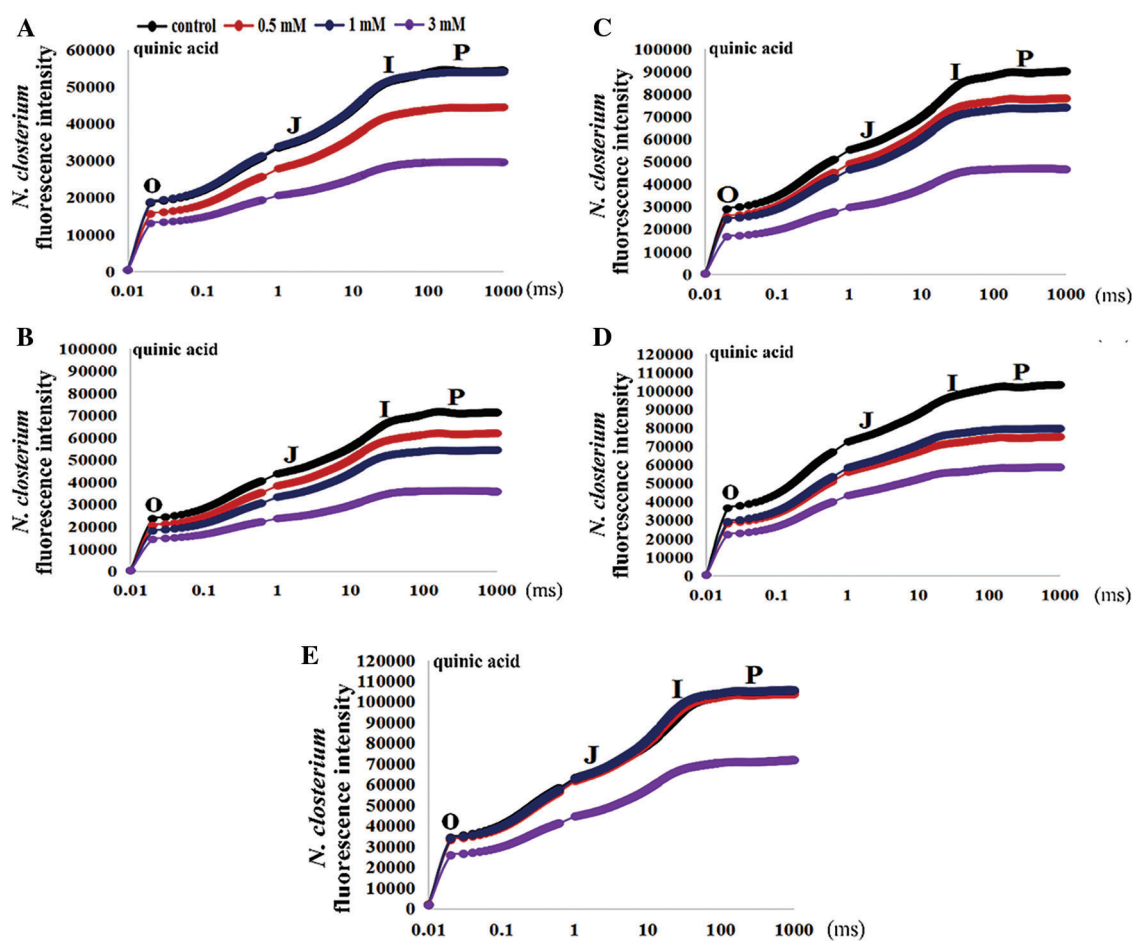 control 0.5 mM 1 mM 3 mM
A
quinic acid
N. closterium
fluorescence intensity
60000
50000
40000
30000
20000
10000
0
O
J
I
P
0.01 0.1 1 10 100 1000 (ms)
C
quinic acid
N. closterium
fluorescence intensity
100000
90000
80000
70000
60000
50000
40000
30000
20000
10000
0
O
J
I
P
0.01 0.1 1 10 100 1000 (ms)
B
quinic acid
N. closterium
fluorescence intensity
100000
90000
80000
70000
60000
50000
40000
30000
20000
10000
0
O
J
I
P
0.01 0.1 1 10 100 1000 (ms)
D
quinic acid
N. closterium
fluorescence intensity
120000
110000
100000
90000
80000
70000
60000
50000
40000
30000
20000
10000
0
O
J
I
P
0.01 0.1 1 10 100 1000 (ms)
E
quinic acid
N. closterium
fluorescence intensity
120000
110000
100000
90000
80000
70000
60000
50000
40000
30000
20000
10000
0
O
J
I
P
0.01 0.1 1 10 100 1000 (ms)